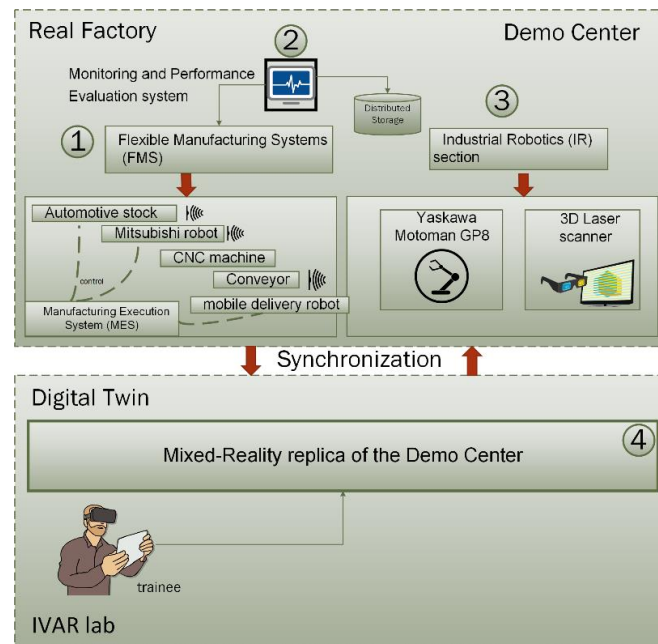 Real Factory
2
Demo Center
Monitoring and Performance
Evaluation system
3
Distributed
Storage
1
Flexible Manufacturing Systems
(FMS)
Industrial Robotics (IR)
section
Automotive stock
Mitsubishi robot
CNC machine
Conveyor
mobile delivery robot
control
Manufacturing Execution
System (MES)
Yaskawa
Motoman GP8
3D Laser
scanner
Synchronization
Digital Twin
4
Mixed-Reality replica of the Demo Center
trainee
IVAR lab